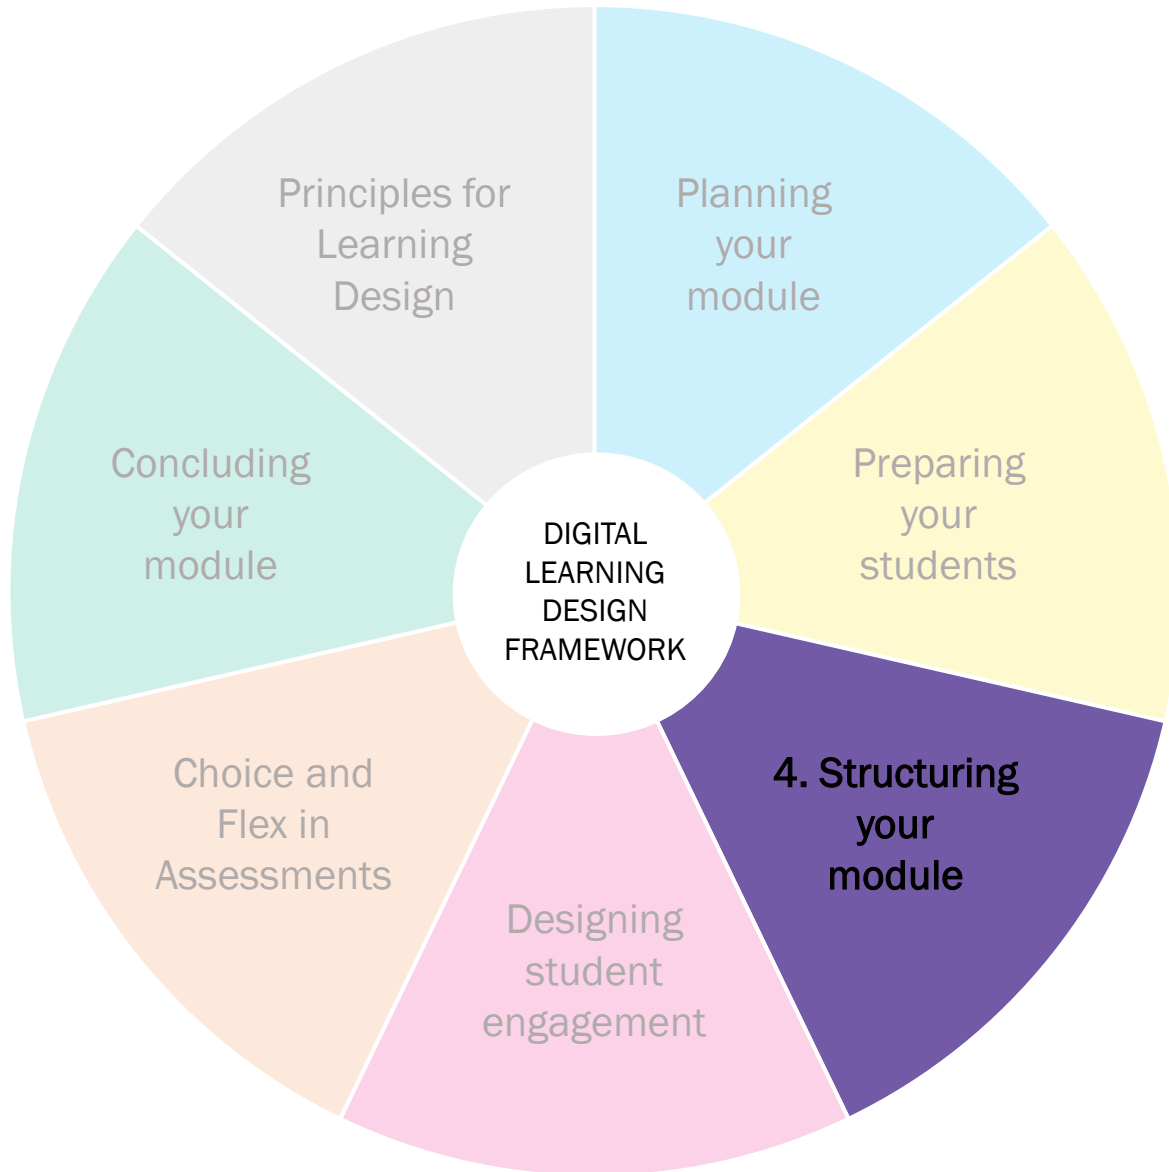 Principles for
Learning
Design
Planning
your
module
Preparing
your
students
4. Structuring
your
module
Designing
student
engagement
Choice and
Flex in
Assessments
Concluding
your
module
DIGITAL
LEARNING
DESIGN
FRAMEWORK